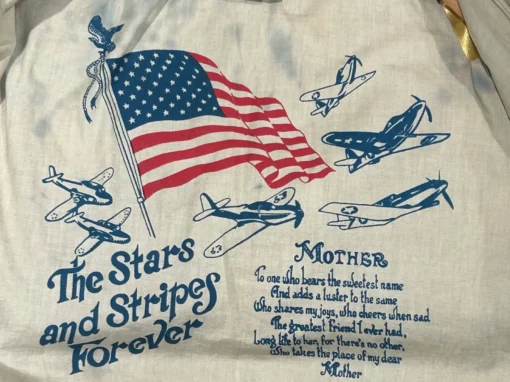 The Stars
and Stripes
Forever
MOTHER
To one who bears the sweetest name
And adds a luster to the same
Who shares my joys, who cheers when sad
The greatest friend I ever had,
Long life to her, for there's no other,
Who takes the place of my dear
Mother
63